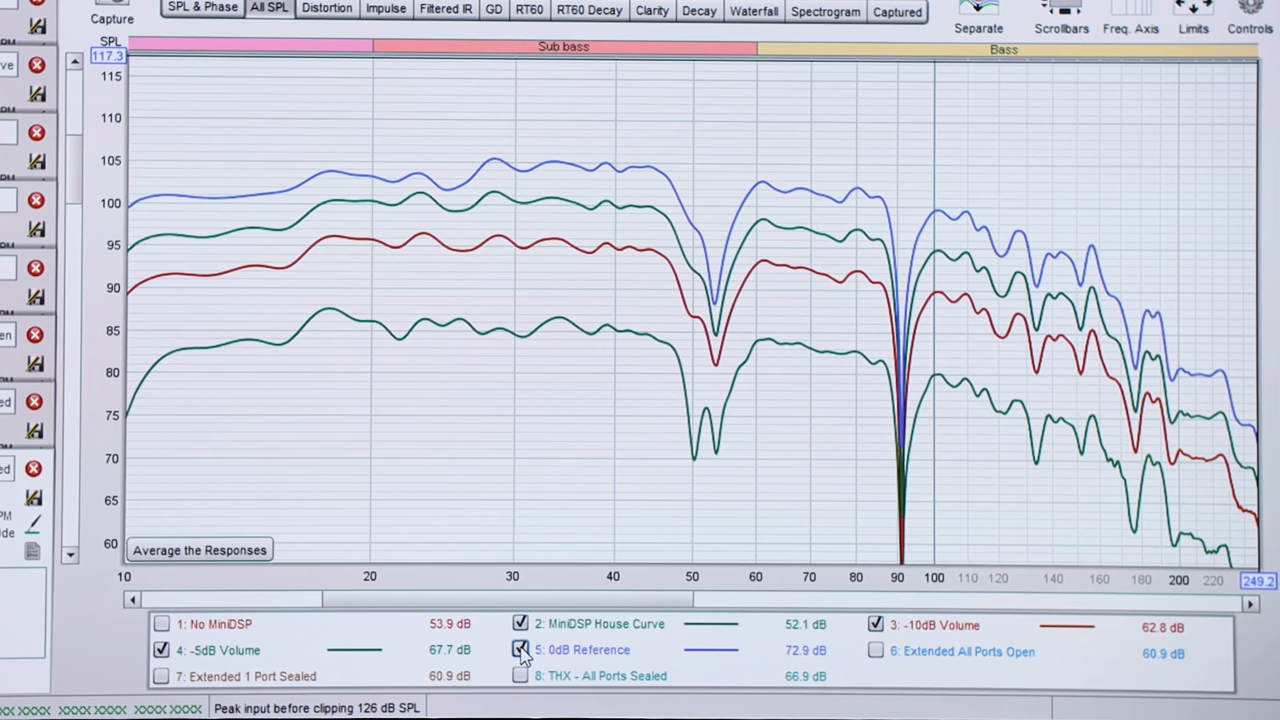 SPL & Phase All SPL Distortion Impulse Filtered IR GD RT60 RT60 Decay Clarity Decay Waterfall Spectrogram Captured
Capture Separate Scrollbars Freq. Axis Limits Controls
SPL Sub bass Bass
117.3
115
110
105
100
95
90
85
80
75
70
65
60
Average the Responses
10 20 30 40 50 60 70 80 90 100 110 120 140 160 180 200 220 249.2
1: No MiniDSP 53.9 dB 2: MiniDSP House Curve 52.1 dB 3: -10dB Volume 62.8 dB
4: -5dB Volume 67.7 dB 5: 0dB Reference 72.9 dB 6: Extended All Ports Open 60.9 dB
7: Extended 1 Port Sealed 60.9 dB 8: THX - All Ports Sealed 66.9 dB
XXXX XXXX XXXX XXXX Peak input before clipping 126 dB SPL